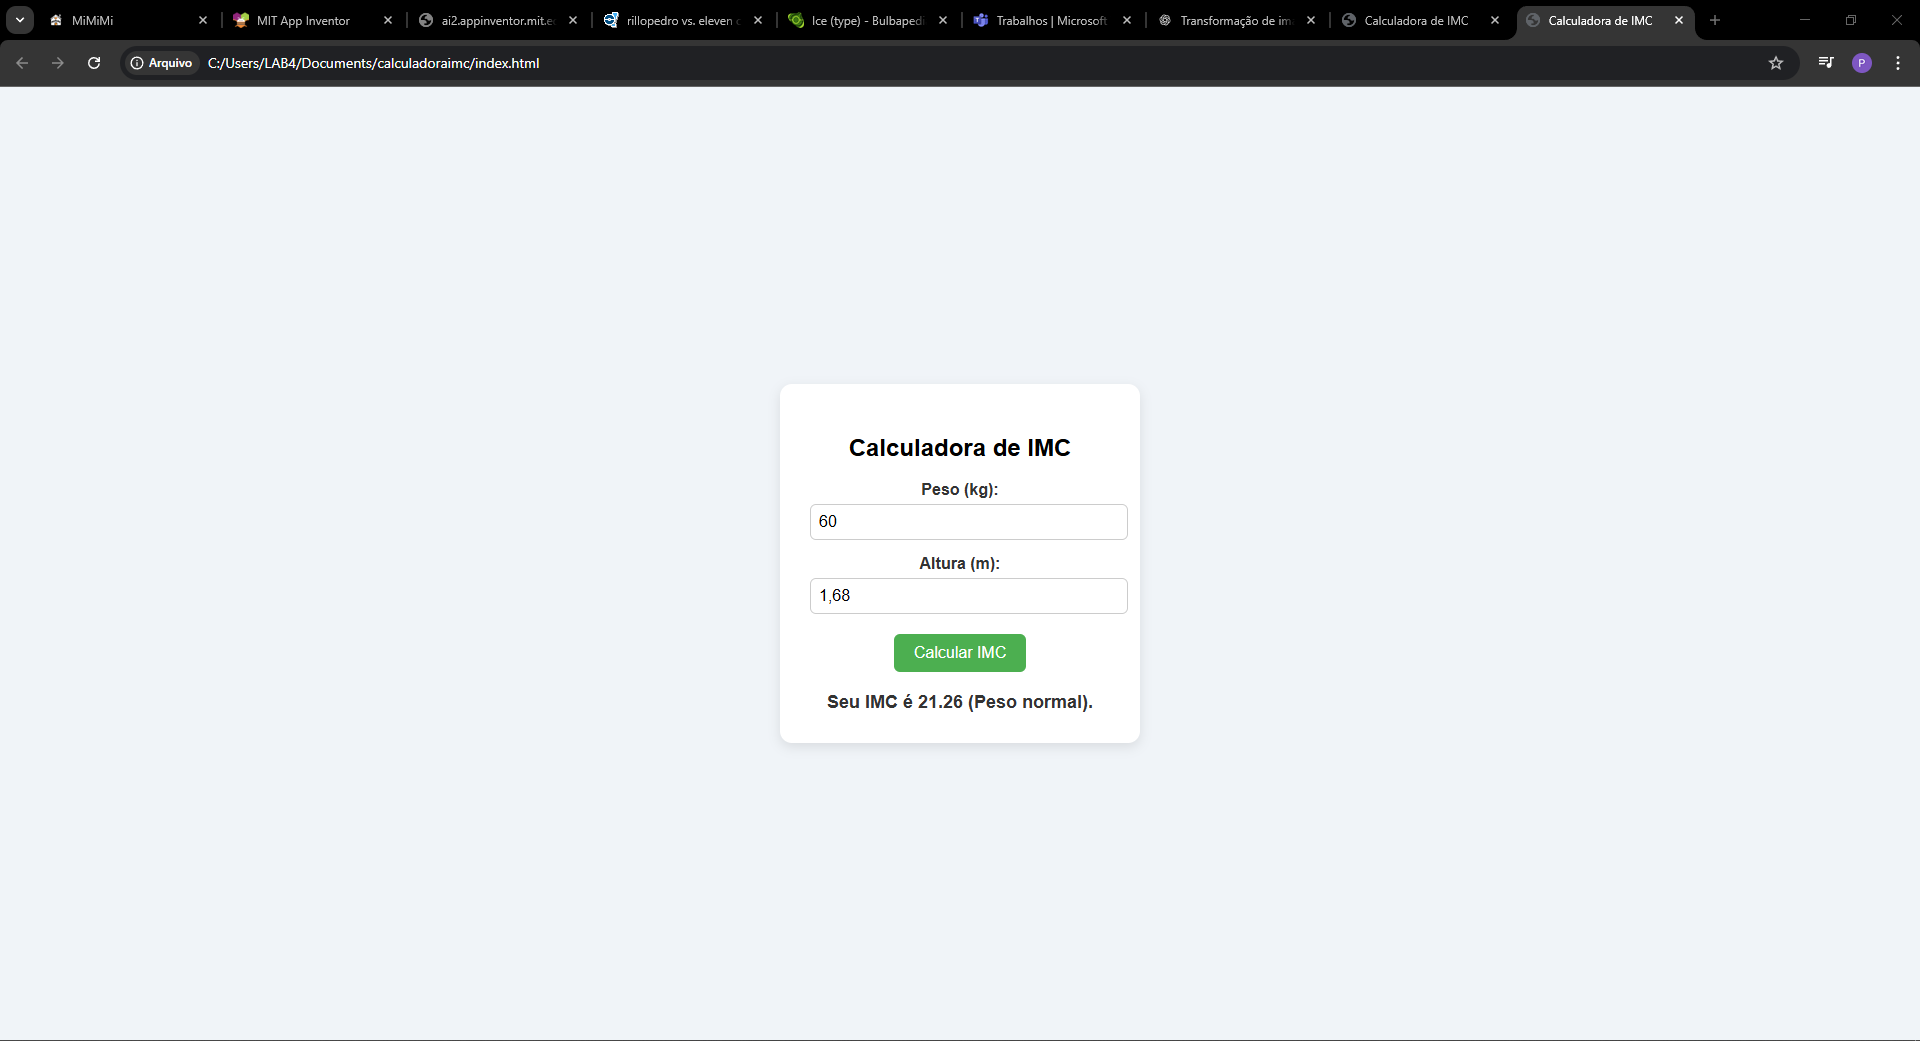 MiMiMi
MIT App Inventor
ai2.appinventor.mit.e
rillopedro vs. eleven
Ice (type) - Bulbapedi
Trabalhos | Microsoft
Transformação de im
Calculadora de IMC
Calculadora de IMC
Arquivo
C:/Users/LAB4/Documents/calculadoraimc/index.html
P
Calculadora de IMC
Peso (kg):
60
Altura (m):
1,68
Calcular IMC
Seu IMC é 21.26 (Peso normal).